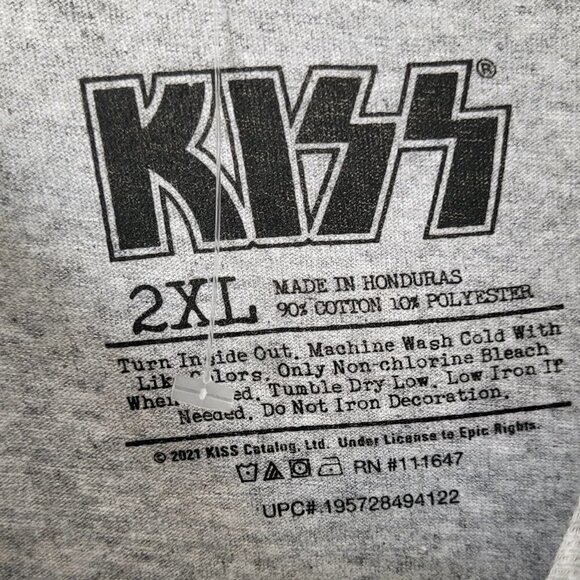 KISS®
2XL
MADE IN HONDURAS
90% COTTON 10% POLYESTER
Turn Inside Out. Machine Wash Cold With
Like Colors. Only Non-chlorine Bleach
When Needed. Tumble Dry Low. Low Iron If
Needed. Do Not Iron Decoration.
© 2021 KISS Catalog, Ltd. Under License to Epic Rights.
RN #111647
UPC#.195728494122